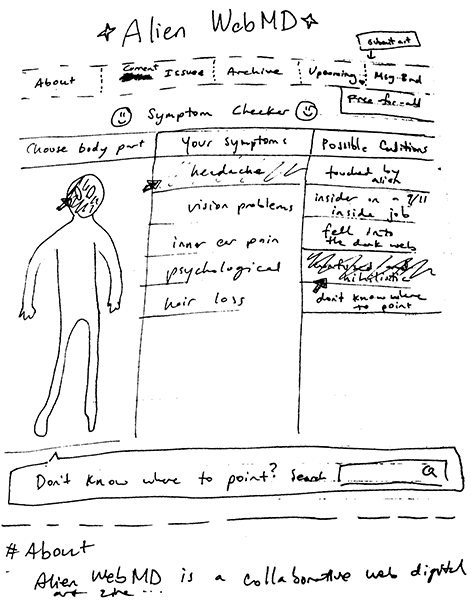 Alien WebMD
submit art
About
Current Issue
Archive
Upcoming
Msg-Brd
Free-for-all
Symptom Checker
Choose body part
Your Symptoms
Possible Conditions
headache
touched by alien
vision problems
insider on a 9/11
inside job
inner ear pain
fell into
the dark web
psychological
nihilistic
hair loss
don't know where
to point
Don't know where to point? Search
# About
Alien WebMD is a collaborative web digital
art zine ...